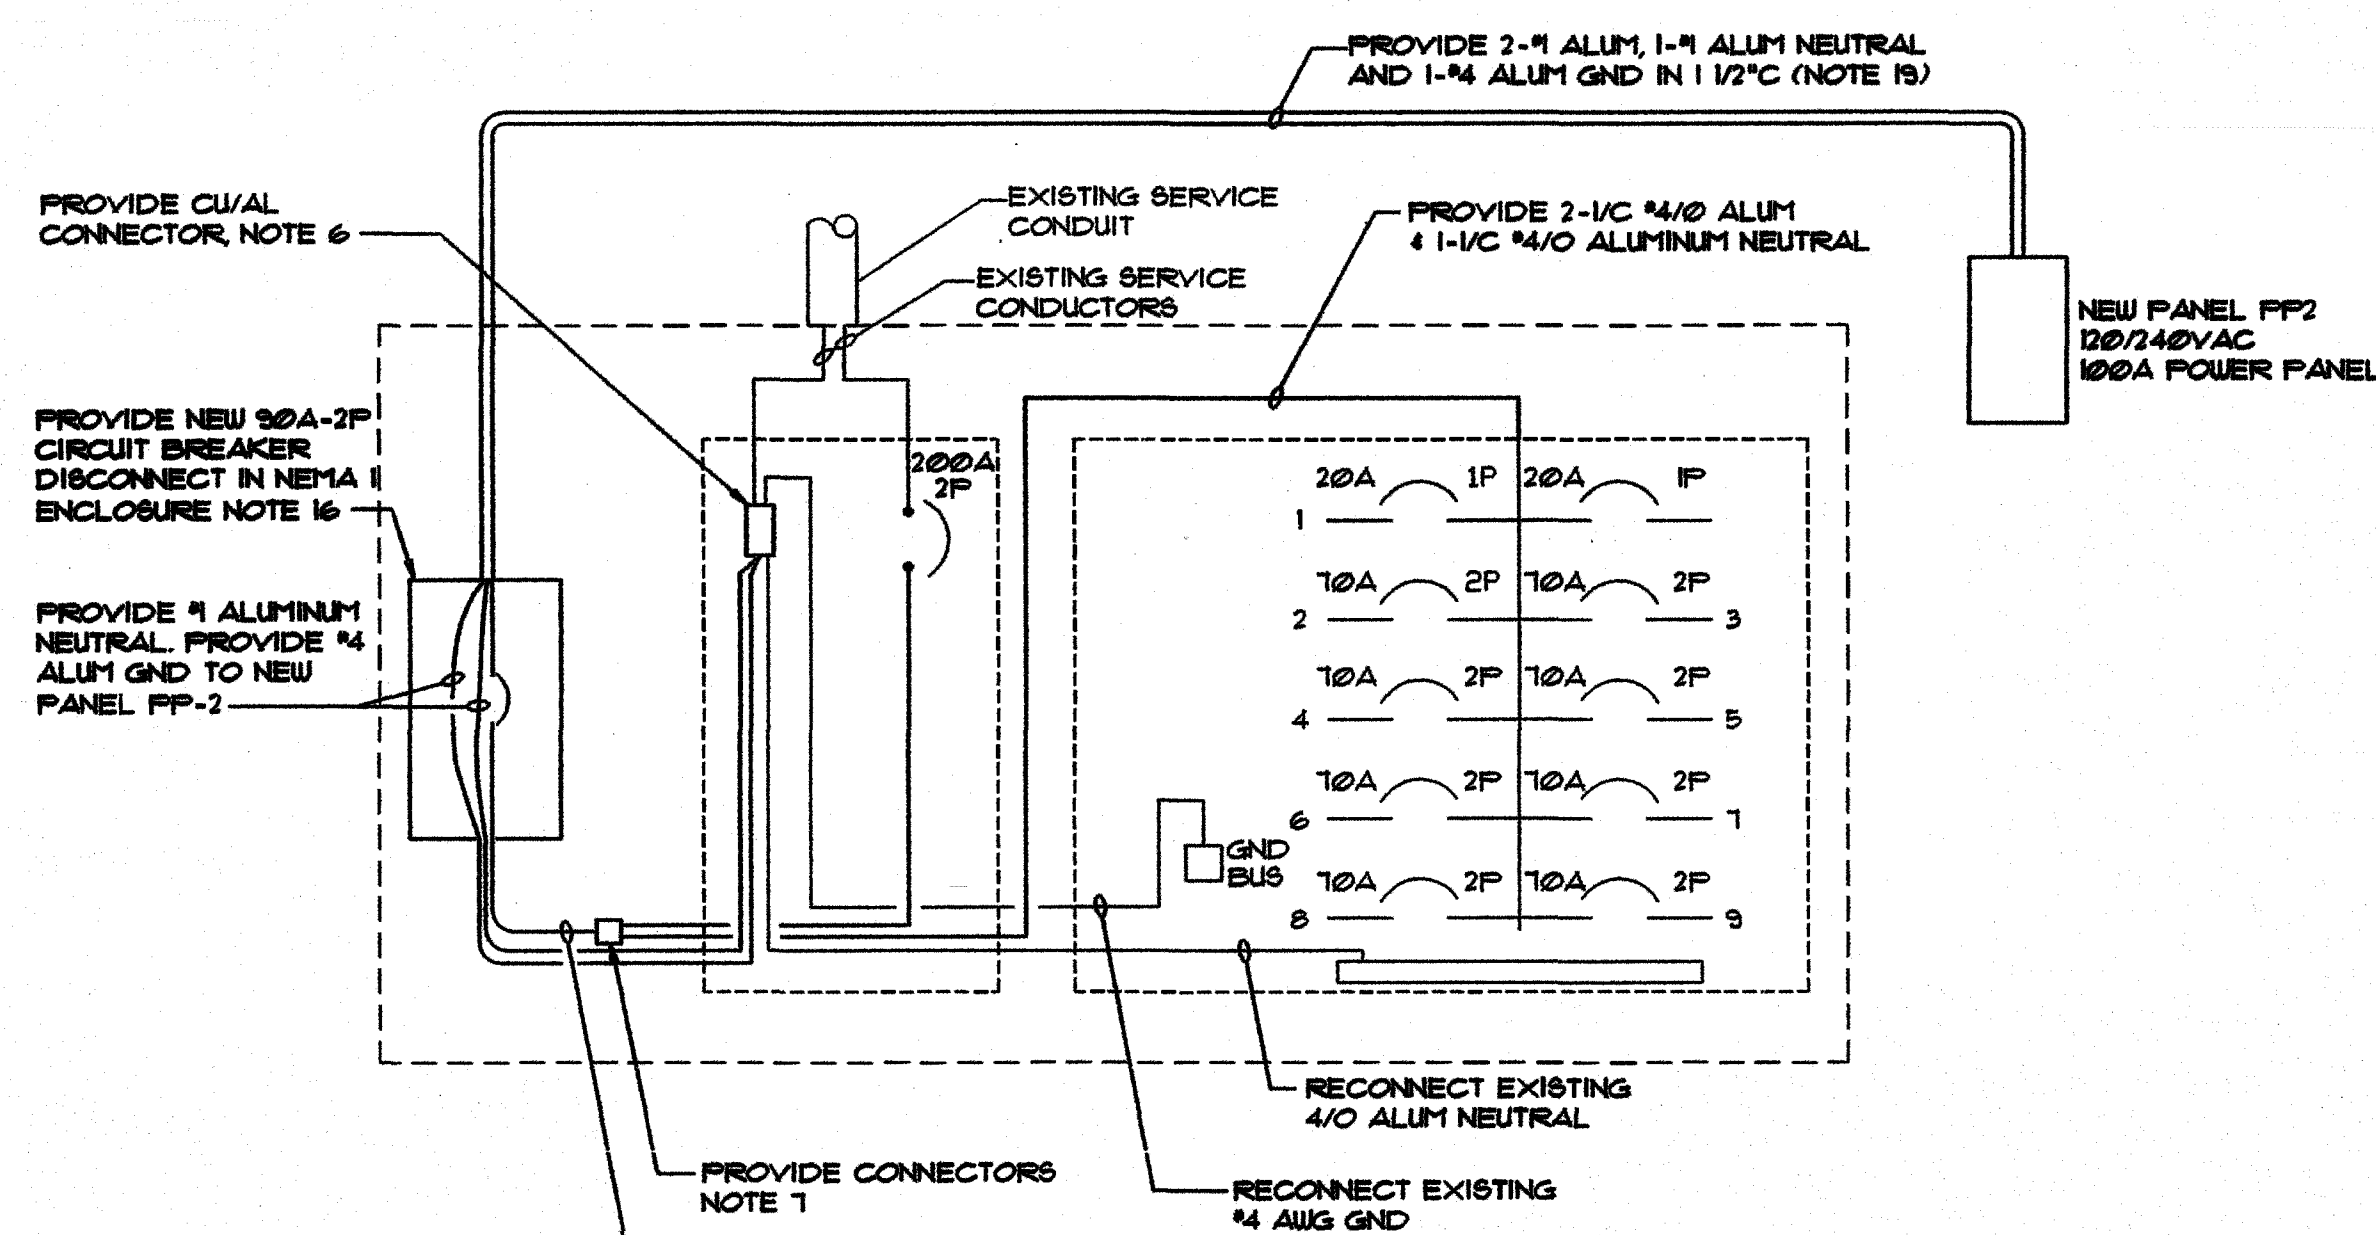 PROVIDE 2-#1 ALUM, 1-#1 ALUM NEUTRAL
AND 1-#4 ALUM GND IN 1 1/2"C (NOTE 19)
PROVIDE CU/AL
CONNECTOR, NOTE 6
EXISTING SERVICE
CONDUIT
EXISTING SERVICE
CONDUCTORS
PROVIDE 2-1/C #4/0 ALUM
& 1-1/C #4/0 ALUMINUM NEUTRAL
NEW PANEL PP2
120/240VAC
100A POWER PANEL
PROVIDE NEW 90A-2P
CIRCUIT BREAKER
DISCONNECT IN NEMA 1
ENCLOSURE NOTE 16
PROVIDE #1 ALUMINUM
NEUTRAL. PROVIDE #4
ALUM GND TO NEW
PANEL PP-2
200A
2P
20A 1P 20A 1P
1
70A 2P 70A 2P
2 3
70A 2P 70A 2P
4 5
70A 2P 70A 2P
6 7
GND
BUS
70A 2P 70A 2P
8 9
RECONNECT EXISTING
4/0 ALUM NEUTRAL
PROVIDE CONNECTORS
NOTE 7
RECONNECT EXISTING
#4 AWG GND